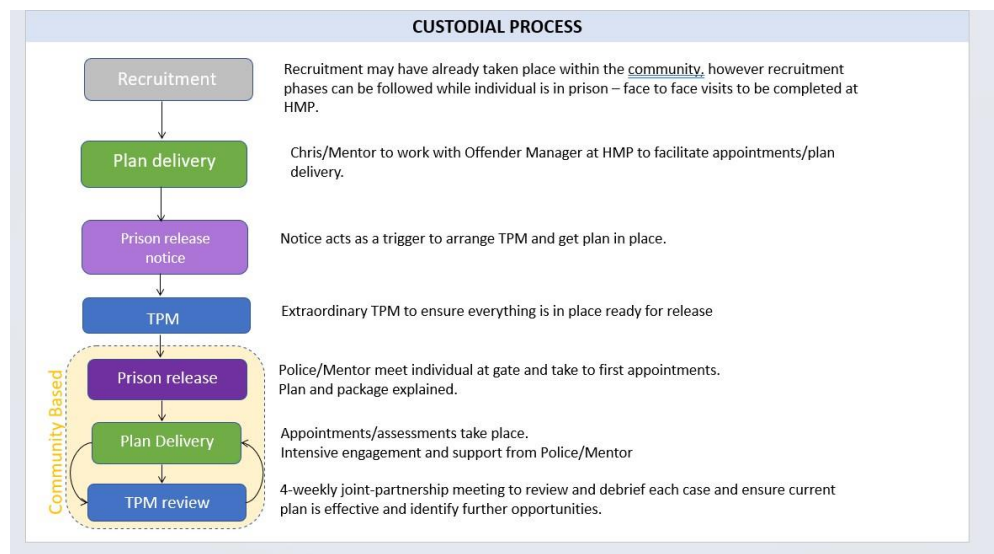 CUSTODIAL PROCESS
Recruitment
Recruitment may have already taken place within the community, however recruitment
phases can be followed while individual is in prison – face to face visits to be completed at
HMP.
Plan delivery
Chris/Mentor to work with Offender Manager at HMP to facilitate appointments/plan
delivery.
Prison release
notice
Notice acts as a trigger to arrange TPM and get plan in place.
TPM
Extraordinary TPM to ensure everything is in place ready for release
Community Based
Prison release
Police/Mentor meet individual at gate and take to first appointments.
Plan and package explained.
Plan Delivery
Appointments/assessments take place.
Intensive engagement and support from Police/Mentor
TPM review
4-weekly joint-partnership meeting to review and debrief each case and ensure current
plan is effective and identify further opportunities.